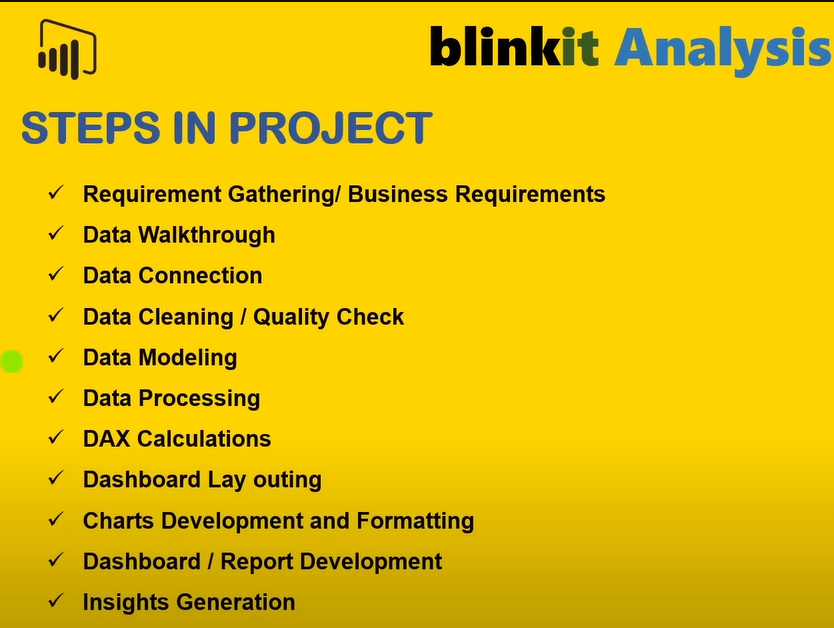 blinkit Analysis
STEPS IN PROJECT
✓ Requirement Gathering/ Business Requirements
✓ Data Walkthrough
✓ Data Connection
✓ Data Cleaning / Quality Check
✓ Data Modeling
✓ Data Processing
✓ DAX Calculations
✓ Dashboard Lay outing
✓ Charts Development and Formatting
✓ Dashboard / Report Development
✓ Insights Generation